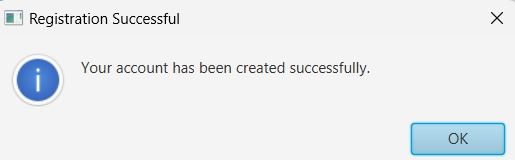 Registration Successful
Your account has been created successfully.
OK